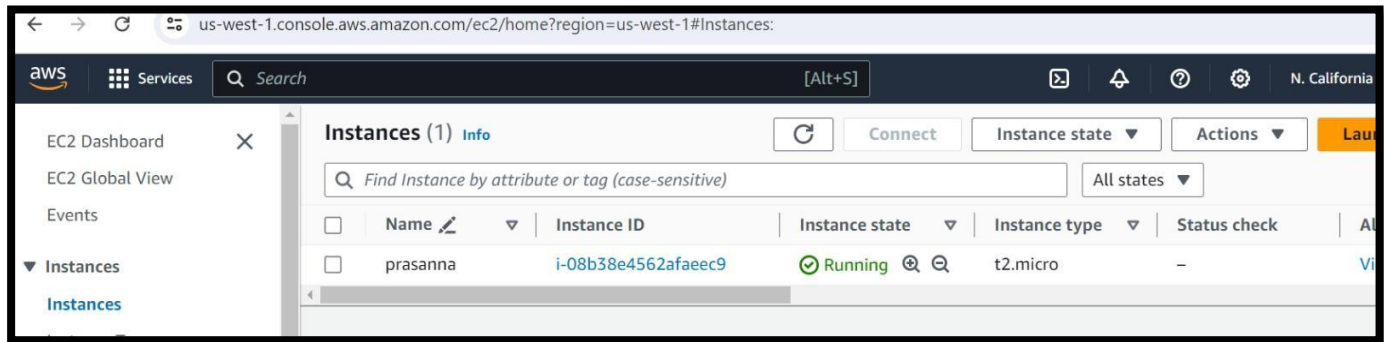 us-west-1.console.aws.amazon.com/ec2/home?region=us-west-1#Instances:
aws Services Search [Alt+S] N. California
EC2 Dashboard
EC2 Global View
Events
Instances
Instances
Instances (1) Info Connect Instance state Actions
Find Instance by attribute or tag (case-sensitive) All states
Name Instance ID Instance state Instance type Status check
prasanna i-08b38e4562afaeec9 Running t2.micro –